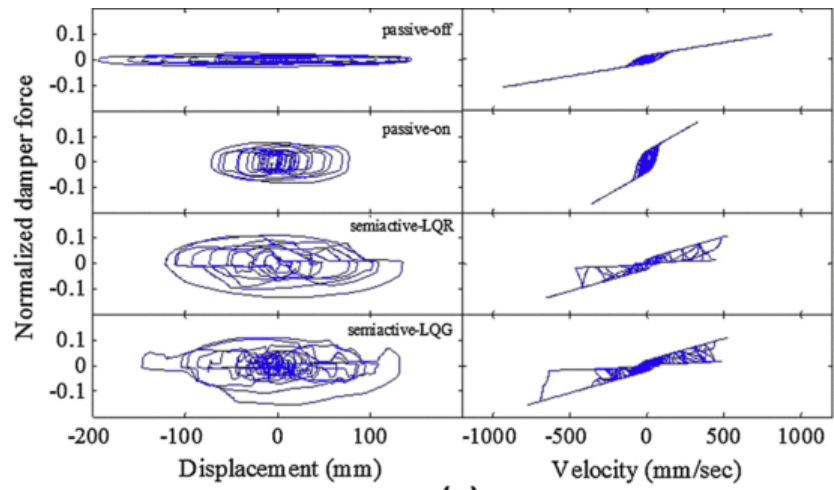 0.1
0
-0.1
passive-off
0.1
0
-0.1
passive-on
0.1
0
-0.1
semiactive-LQR
0.1
0
-0.1
semiactive-LQG
Normalized damper force
-200 -100 0 100
-1000 -500 0 500 1000
Displacement (mm)
Velocity (mm/sec)